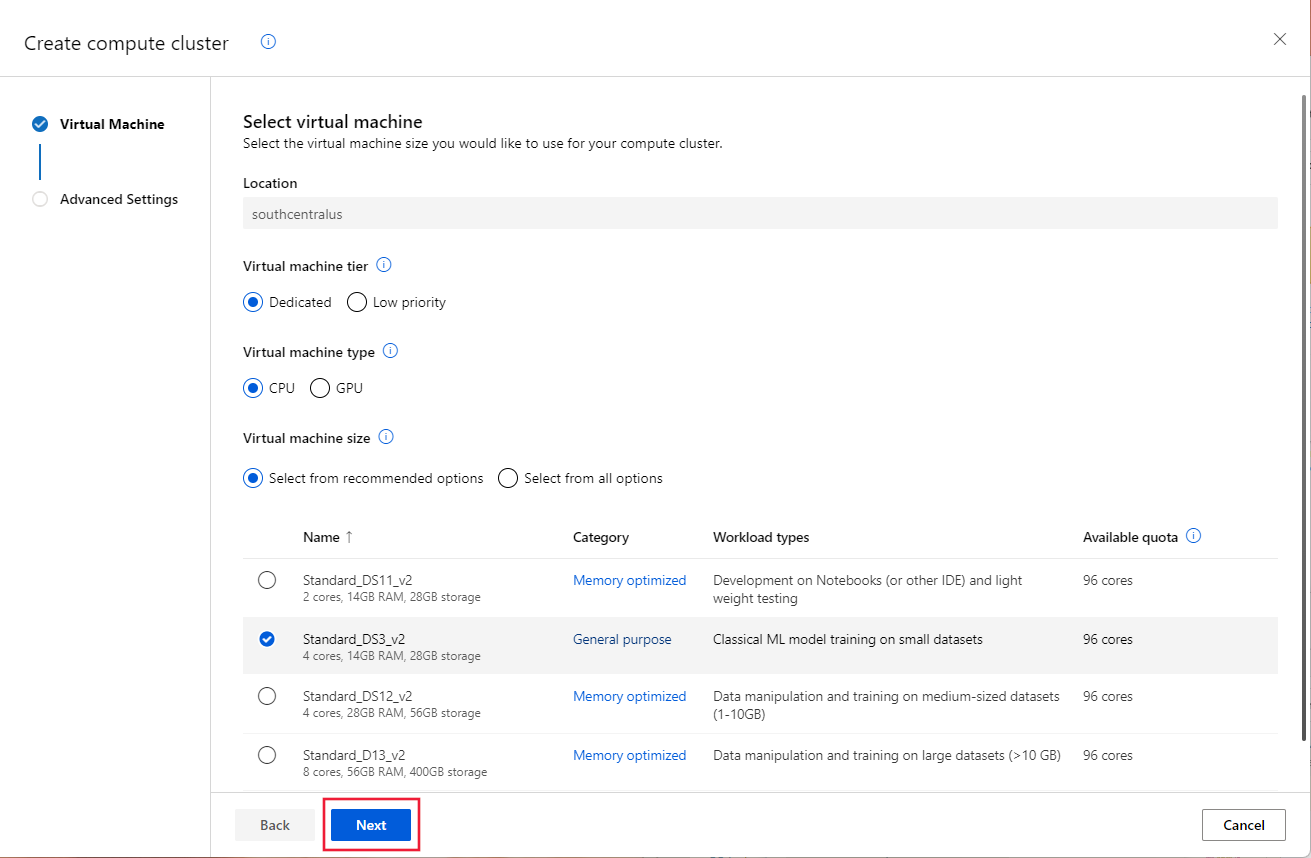 Create compute cluster
Virtual Machine
Advanced Settings
Select virtual machine
Select the virtual machine size you would like to use for your compute cluster.
Location
southcentralus
Virtual machine tier
Dedicated Low priority
Virtual machine type
CPU GPU
Virtual machine size
Select from recommended options Select from all options
Name ↑ Category Workload types Available quota
Standard_DS11_v2 Memory optimized Development on Notebooks (or other IDE) and light 96 cores
2 cores, 14GB RAM, 28GB storage weight testing
Standard_DS3_v2 General purpose Classical ML model training on small datasets 96 cores
4 cores, 14GB RAM, 28GB storage
Standard_DS12_v2 Memory optimized Data manipulation and training on medium-sized datasets 96 cores
4 cores, 28GB RAM, 56GB storage (1-10GB)
Standard_D13_v2 Memory optimized Data manipulation and training on large datasets (>10 GB) 96 cores
8 cores, 56GB RAM, 400GB storage
Back Next Cancel